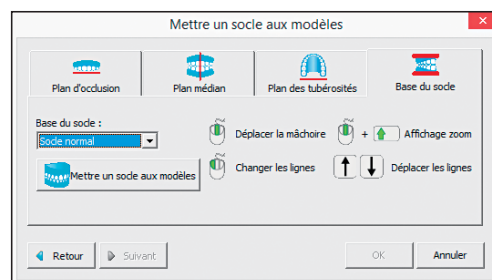 Mettre un socle aux modèles
Plan d'occlusion
Plan médian
Plan des tubérosités
Base du socle
Base du socle :
Socle normal
Déplacer la mâchoire
+
Affichage zoom
Mettre un socle aux modèles
Changer les lignes
Déplacer les lignes
Retour
Suivant
OK
Annuler